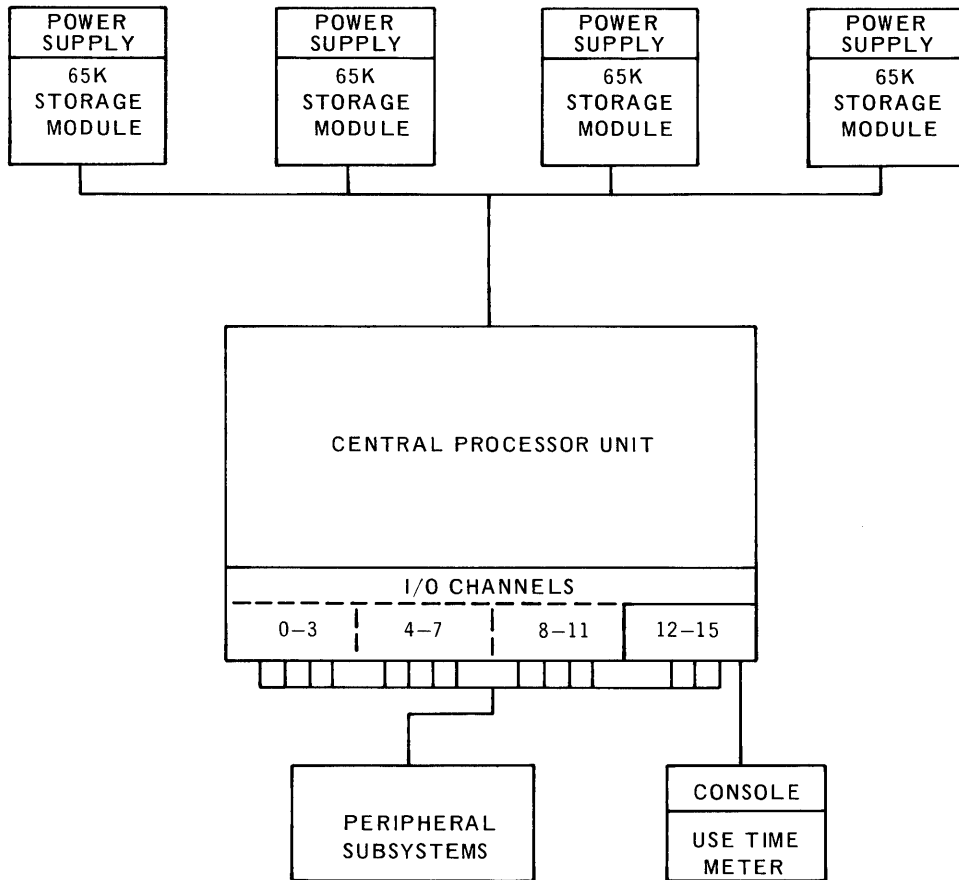 POWER
SUPPLY
65K
STORAGE
MODULE
POWER
SUPPLY
65K
STORAGE
MODULE
POWER
SUPPLY
65K
STORAGE
MODULE
POWER
SUPPLY
65K
STORAGE
MODULE
CENTRAL PROCESSOR UNIT
I/O CHANNELS
0–3
4–7
8–11
12–15
PERIPHERAL
SUBSYSTEMS
CONSOLE
USE TIME
METER